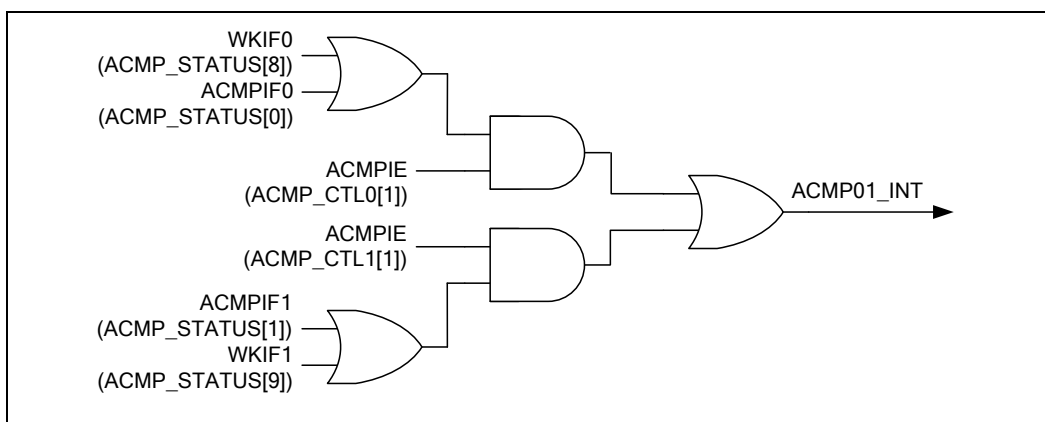 WKIF0
(ACMP_STATUS[8])
ACMPIF0
(ACMP_STATUS[0])
ACMPIE
(ACMP_CTL0[1])
ACMP01_INT
ACMPIE
(ACMP_CTL1[1])
ACMPIF1
(ACMP_STATUS[1])
WKIF1
(ACMP_STATUS[9])